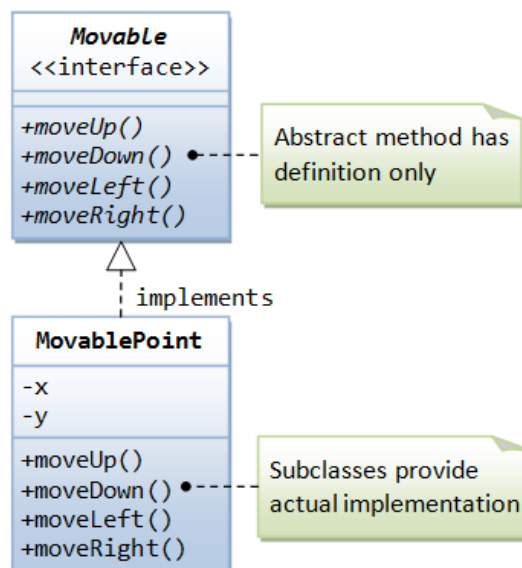 Movable
<<interface>>
+moveUp()
+moveDown()
+moveLeft()
+moveRight()
Abstract method has
definition only
implements
MovablePoint
-x
-y
+moveUp()
+moveDown()
+moveLeft()
+moveRight()
Subclasses provide
actual implementation